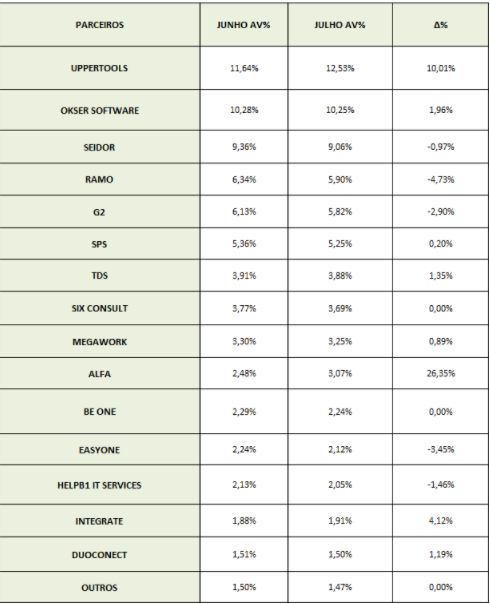 PARCEIROS JUNHO AV% JULHO AV% Δ%
UPPERTOOLS 11,64% 12,53% 10,01%
OKSER SOFTWARE 10,28% 10,25% 1,96%
SEIDOR 9,36% 9,06% -0,97%
RAMO 6,34% 5,90% -4,73%
G2 6,13% 5,82% -2,90%
SPS 5,36% 5,25% 0,20%
TDS 3,91% 3,88% 1,35%
SIX CONSULT 3,77% 3,69% 0,00%
MEGAWORK 3,30% 3,25% 0,89%
ALFA 2,48% 3,07% 26,35%
BE ONE 2,29% 2,24% 0,00%
EASYONE 2,24% 2,12% -3,45%
HELPB1 IT SERVICES 2,13% 2,05% -1,46%
INTEGRATE 1,88% 1,91% 4,12%
DUOCONECT 1,51% 1,50% 1,19%
OUTROS 1,50% 1,47% 0,00%